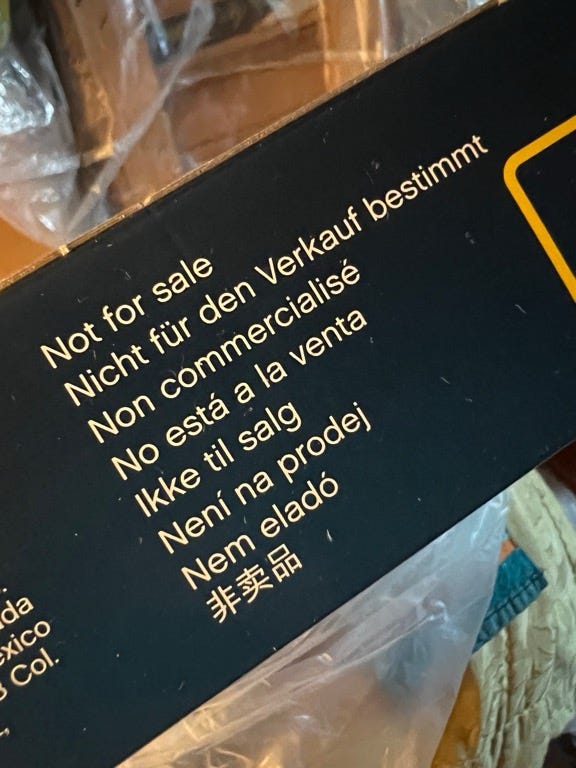 Not for sale
Nicht für den Verkauf bestimmt
Non commercialisé
No está a la venta
Ikke til salg
Není na prodej
Nem eladó
非卖品
Col.